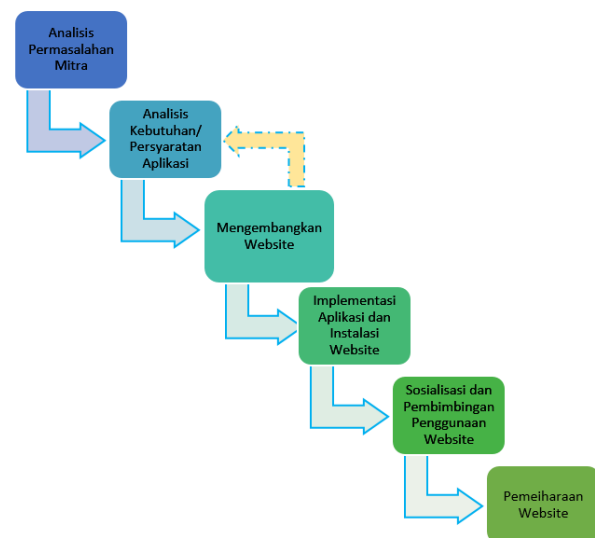 Analisis
Permasalahan
Mitra
Analisis
Kebutuhan/
Persyaratan
Aplikasi
Mengembangkan
Website
Implementasi
Aplikasi dan
Instalasi
Website
Sosialisasi dan
Pembimbingan
Penggunaan
Website
Pemeiharaan
Website